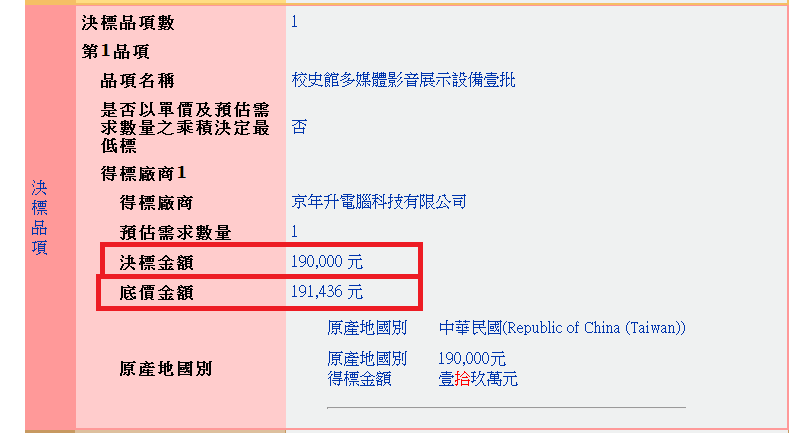 決標品項數 1
第1品項
品項名稱 校史館多媒體影音展示設備壹批
是否以單價及預估需
求數量之乘積決定最 否
低標
得標廠商1
決標品項
得標廠商 京年升電腦科技有限公司
預估需求數量 1
決標金額 190,000 元
底價金額 191,436 元
原產地國別
原產地國別 中華民國(Republic of China (Taiwan))
原產地國別 190,000元
得標金額 壹拾玖萬元